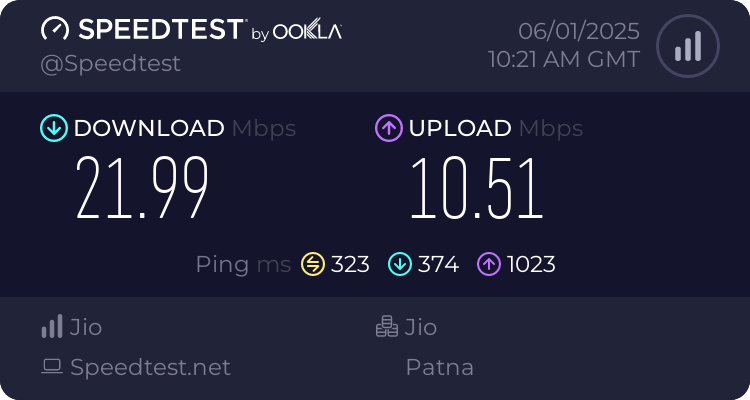 SPEEDTEST by OOKLA
@Speedtest
06/01/2025
10:21 AM GMT
DOWNLOAD Mbps
21.99
UPLOAD Mbps
10.51
Ping ms 323 374 1023
Jio
Speedtest.net
Jio
Patna